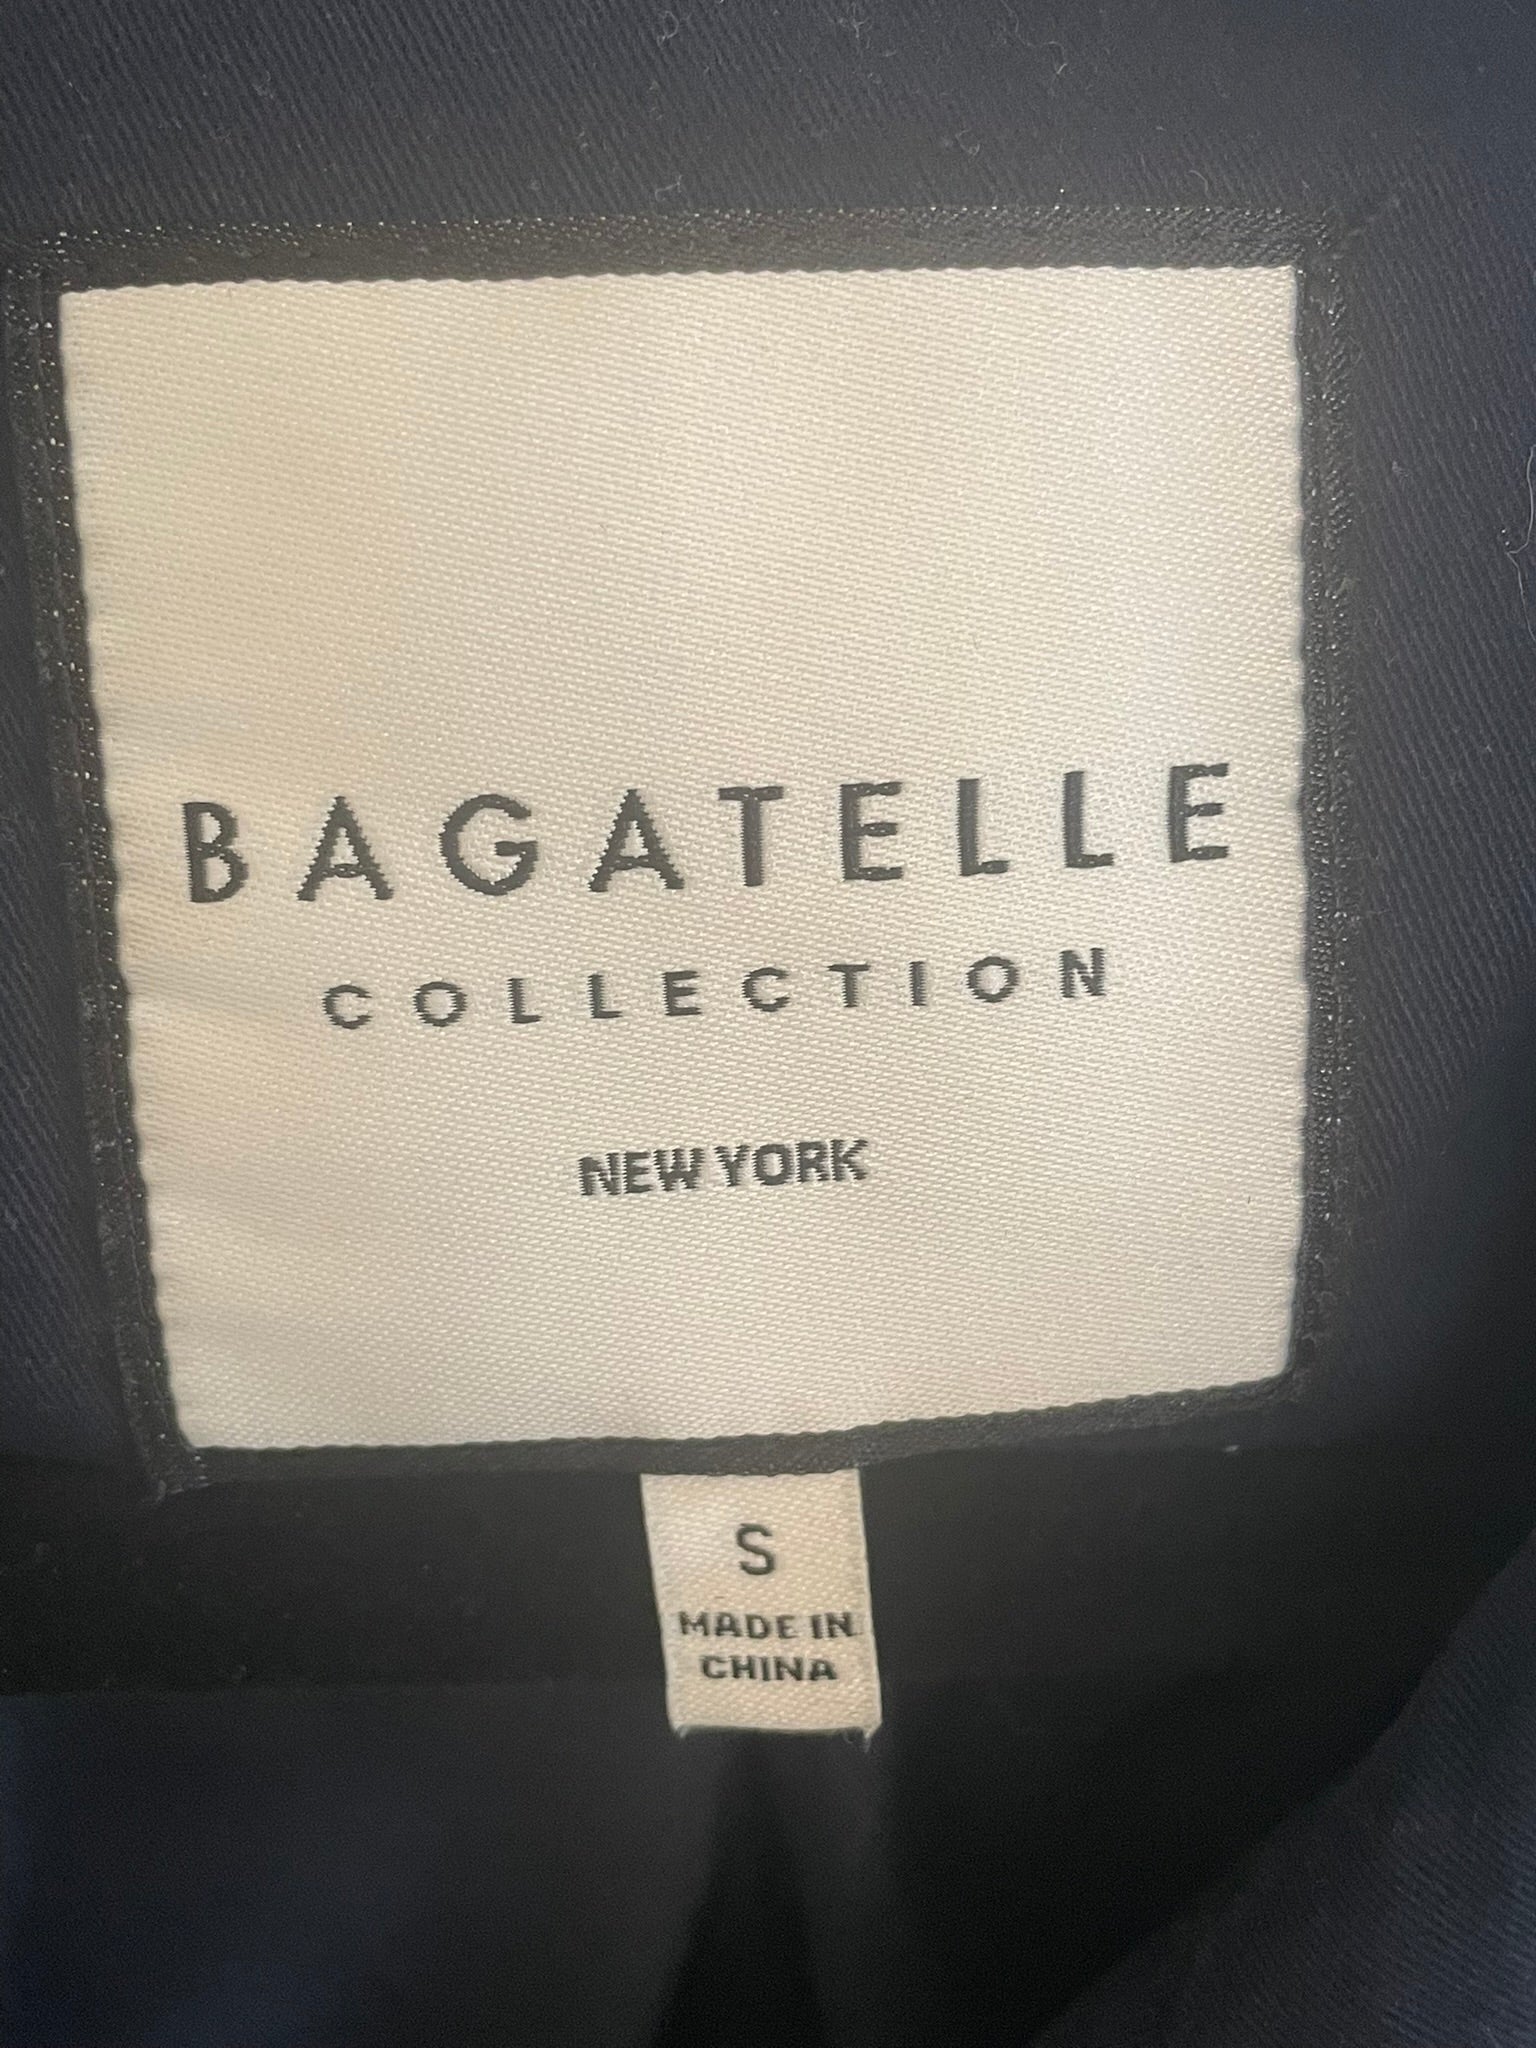 BAGATELLE
COLLECTION
NEW YORK
S
MADE IN
CHINA